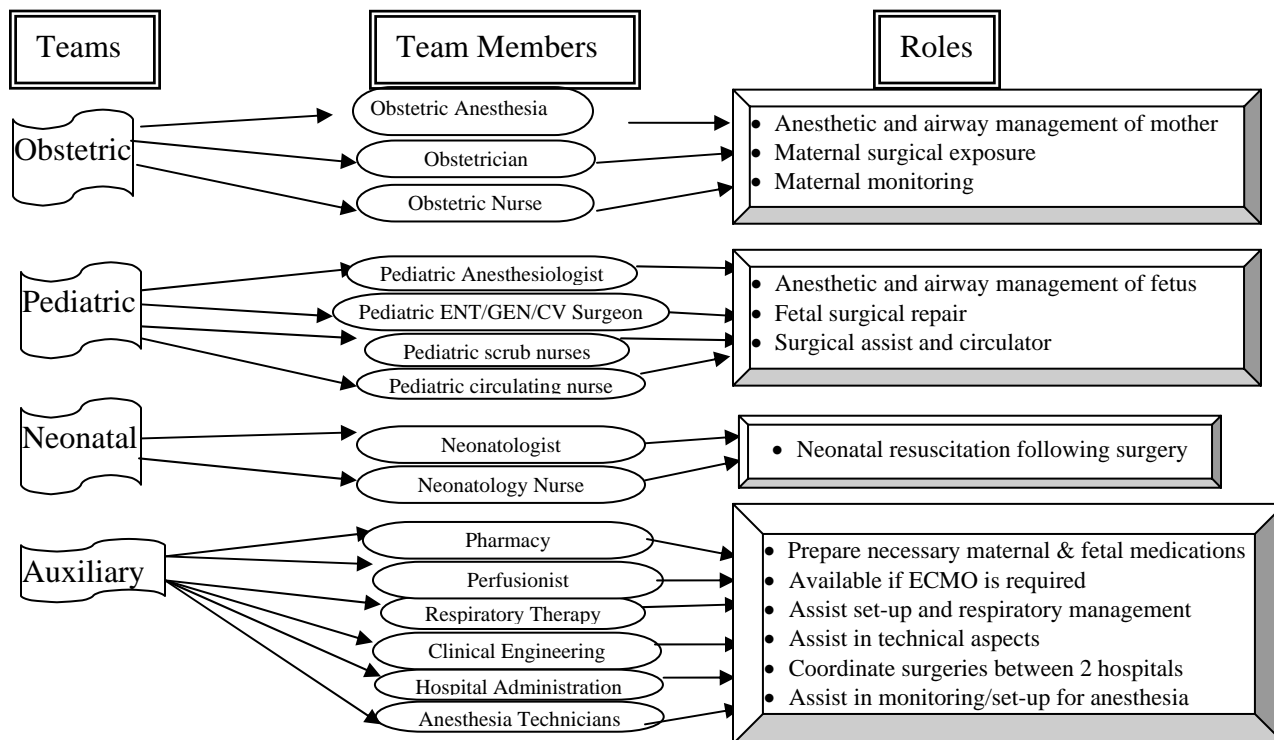 Teams
Team Members
Roles
Obstetric
Obstetric Anesthesia
Obstetrician
Obstetric Nurse
• Anesthetic and airway management of mother
• Maternal surgical exposure
• Maternal monitoring
Pediatric
Pediatric Anesthesiologist
Pediatric ENT/GEN/CV Surgeon
Pediatric scrub nurses
Pediatric circulating nurse
• Anesthetic and airway management of fetus
• Fetal surgical repair
• Surgical assist and circulator
Neonatal
Neonatologist
Neonatology Nurse
• Neonatal resuscitation following surgery
Auxiliary
Pharmacy
Perfusionist
Respiratory Therapy
Clinical Engineering
Hospital Administration
Anesthesia Technicians
• Prepare necessary maternal & fetal medications
• Available if ECMO is required
• Assist set-up and respiratory management
• Assist in technical aspects
• Coordinate surgeries between 2 hospitals
• Assist in monitoring/set-up for anesthesia